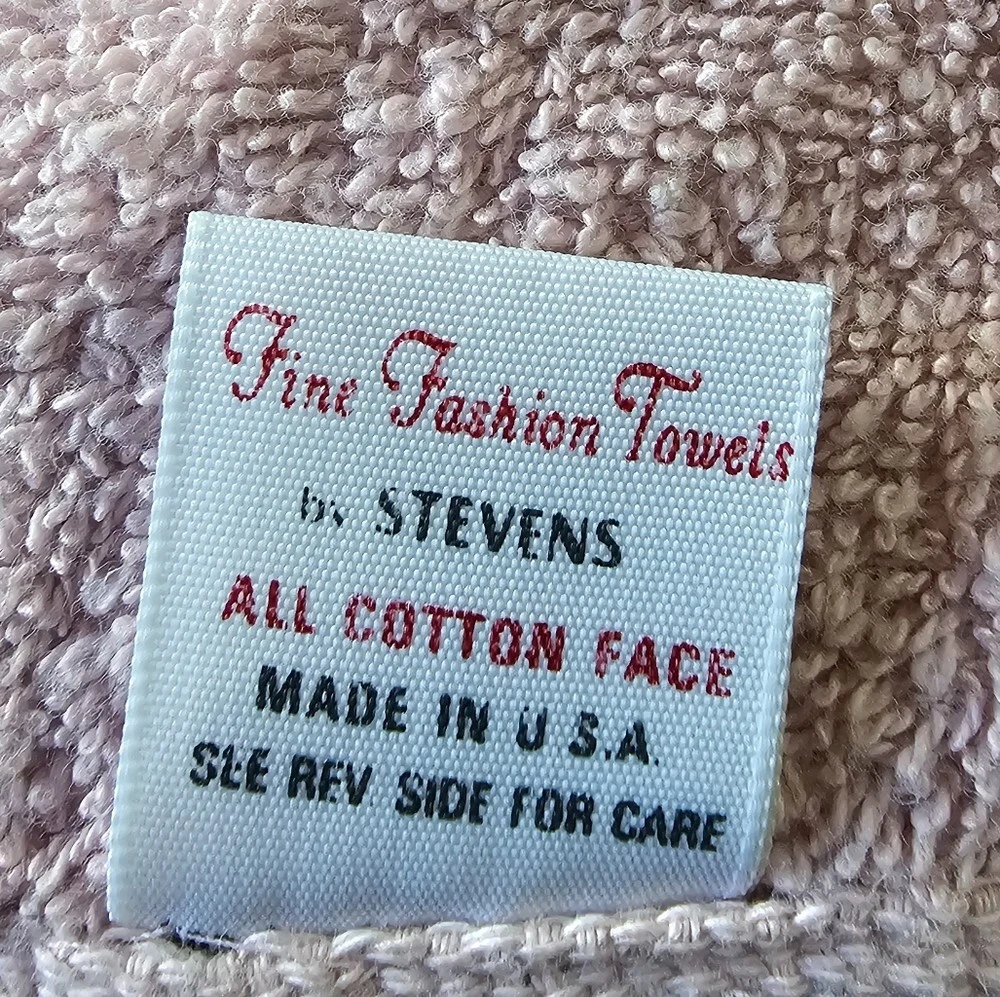 Fine Fashion Towels
by STEVENS
ALL COTTON FACE
MADE IN U.S.A.
SEE REV. SIDE FOR CARE